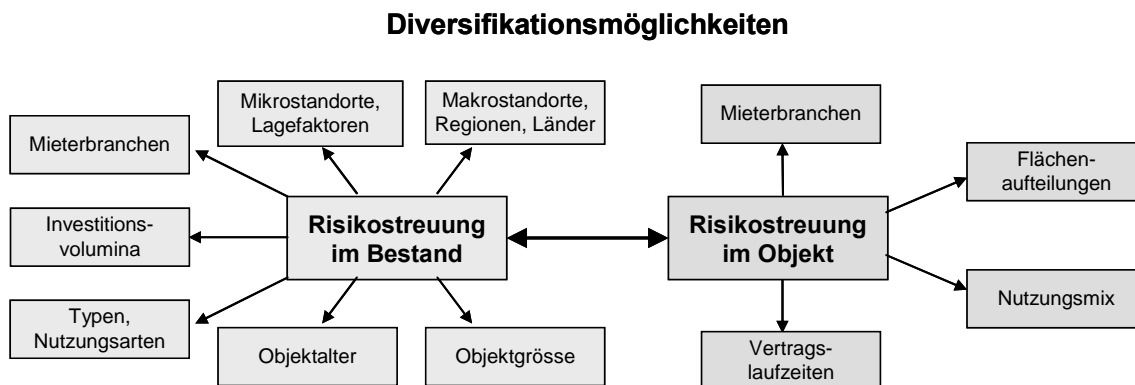 Diversifikationsmöglichkeiten
Mieterbranchen
Mikrostandorte,
Lagefaktoren
Makrostandorte,
Regionen, Länder
Investitions-
volumina
Risikostreuung
im Bestand
Typen,
Nutzungsarten
Objektalter
Objektgrösse
Mieterbranchen
Risikostreuung
im Objekt
Flächen-
aufteilungen
Nutzungsmix
Vertrags-
laufzeiten